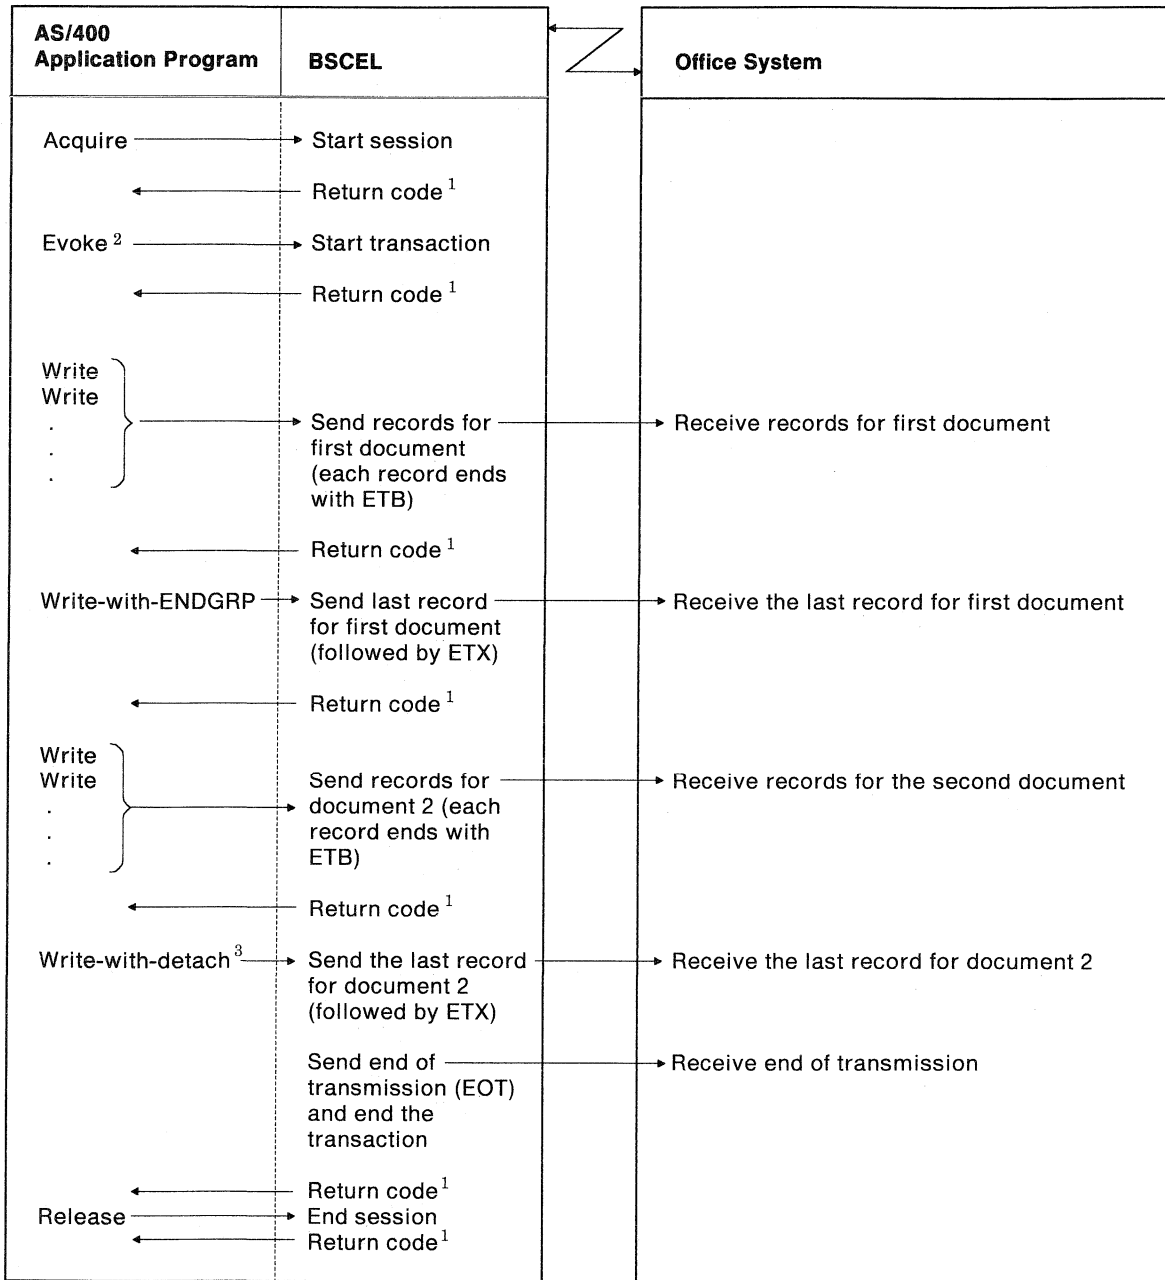 AS/400
Application Program
BSCEL
Office System
Acquire
Start session
Return code 1
Evoke 2
Start transaction
Return code 1
Write
Write
.
.
.
Send records for
first document
(each record ends
with ETB)
Receive records for first document
Return code 1
Write-with-ENDGRP
Send last record
for first document
(followed by ETX)
Receive the last record for first document
Return code 1
Write
Write
.
.
.
Send records for
document 2 (each
record ends with
ETB)
Receive records for the second document
Return code 1
Write-with-detach 3
Send the last record
for document 2
(followed by ETX)
Receive the last record for document 2
Send end of
transmission (EOT)
and end the
transaction
Receive end of transmission
Return code 1
Release
End session
Return code 1